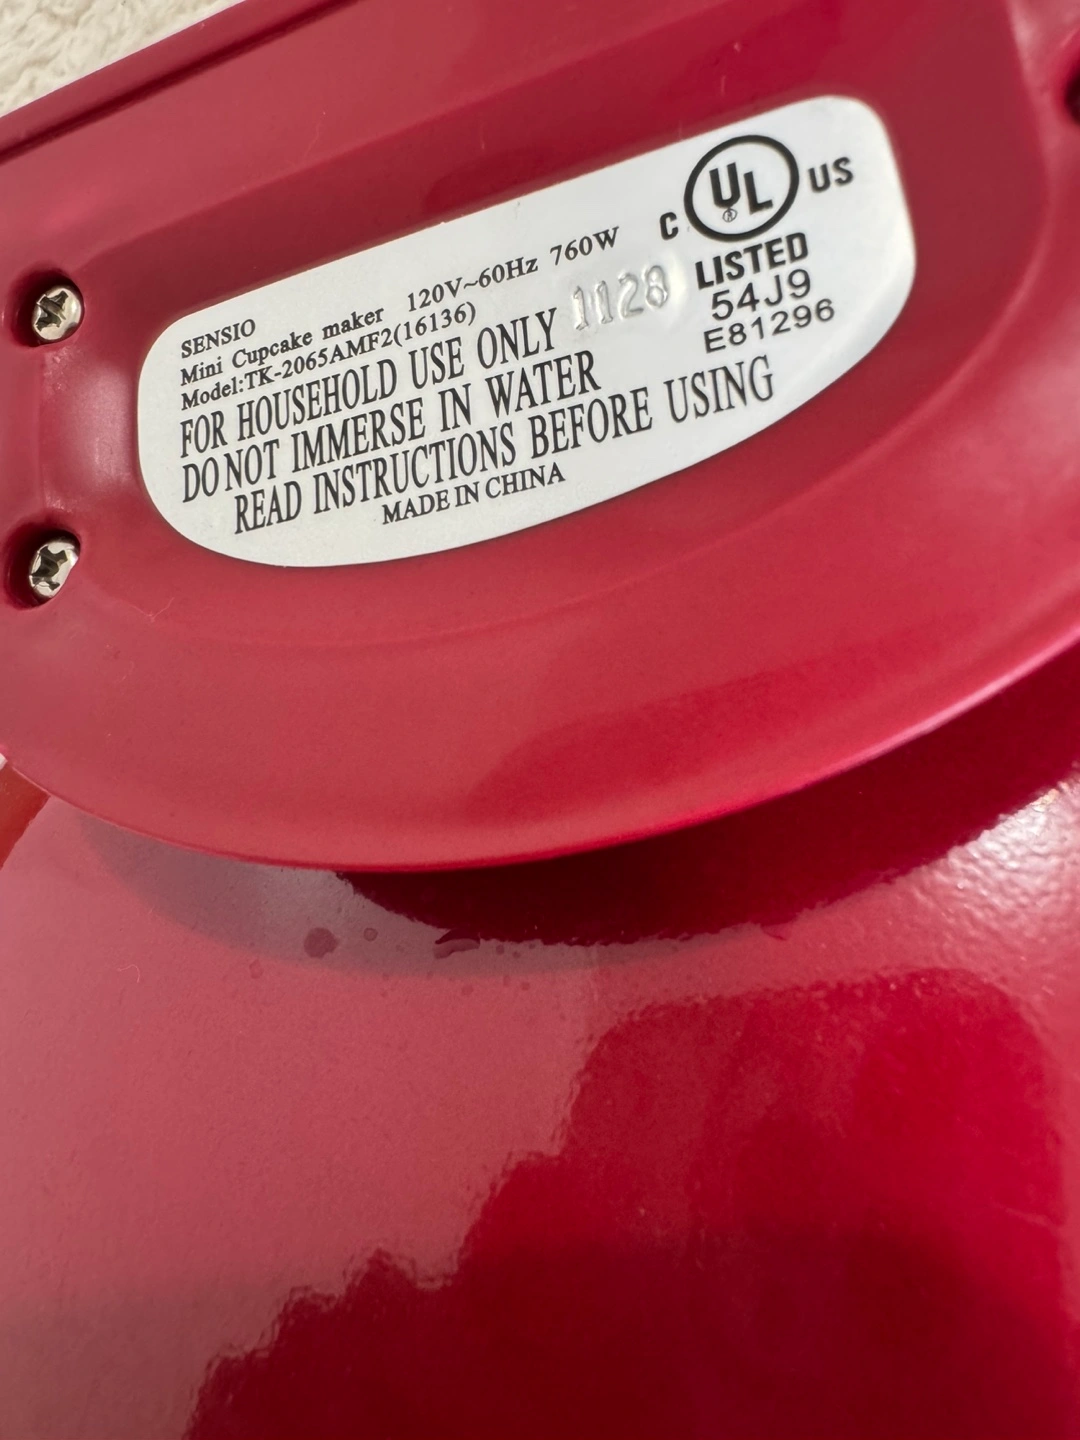 SENSIO
Mini Cupcake maker 120V~60Hz 760W
Model:TK-2065AMF2(16136)
FOR HOUSEHOLD USE ONLY 1128
DO NOT IMMERSE IN WATER
READ INSTRUCTIONS BEFORE USING
MADE IN CHINA
C UL ® US
LISTED
54J9
E81296